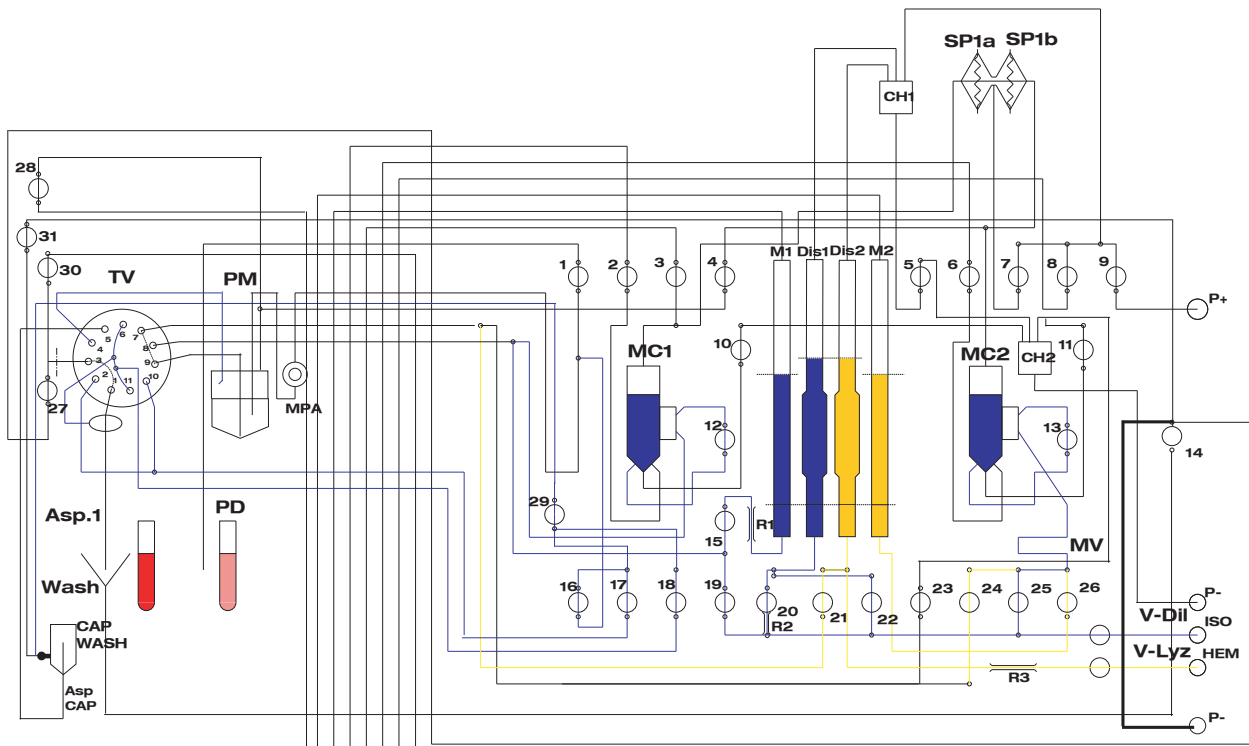 SP1a SP1b
CH1
28
31
30
TV
PM
1
2
3
4
M1
Dis1
Dis2
M2
5
6
7
8
9
P+
6
5
7
4
8
3
9
2
1
11
10
27
MPA
MC1
10
MC2
CH2
11
12
13
14
Asp.1
PD
29
15
R1
MV
Wash
16
17
18
19
20
R2
21
22
23
24
25
26
P-
V-Dil
ISO
CAP
WASH
V-Lyz
HEM
R3
Asp
CAP
P-